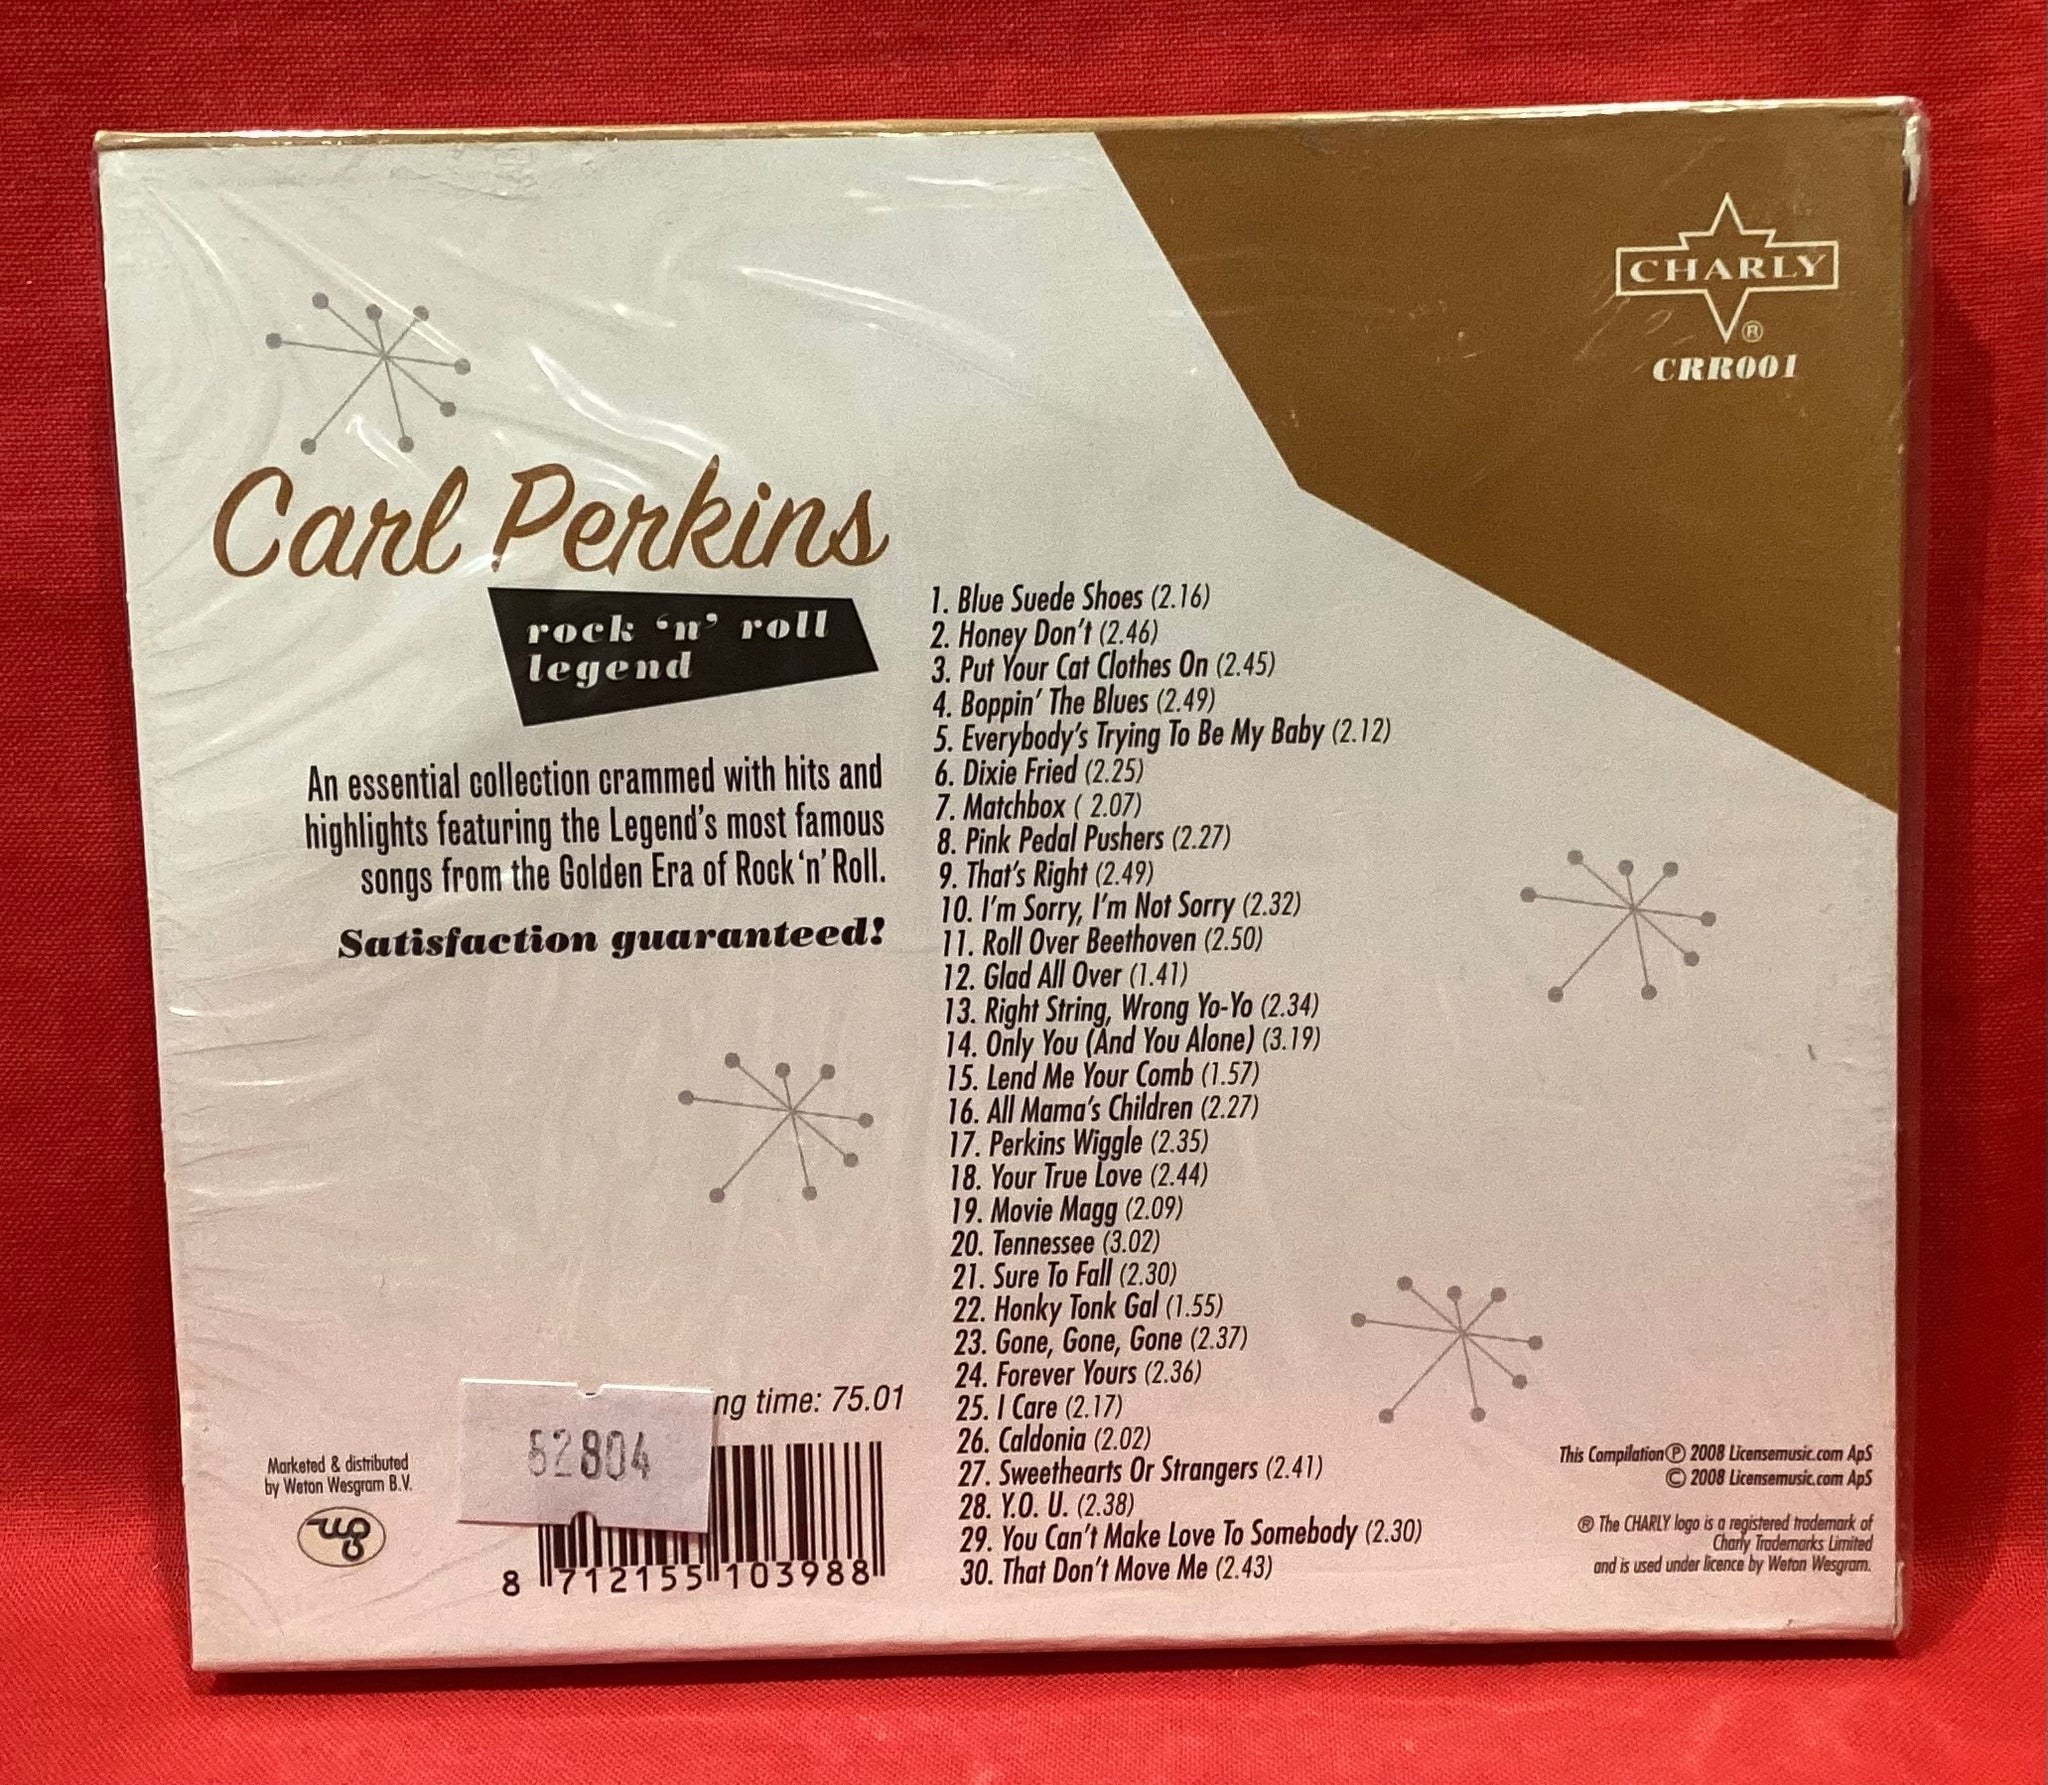 CHARLY
®
CRR001
Carl Perkins
rock 'n' roll
legend
An essential collection crammed with hits and
highlights featuring the Legend's most famous
songs from the Golden Era of Rock 'n' Roll.
Satisfaction guaranteed!
1. Blue Suede Shoes (2.16)
2. Honey Don't (2.46)
3. Put Your Cat Clothes On (2.45)
4. Boppin' The Blues (2.49)
5. Everybody's Trying To Be My Baby (2.12)
6. Dixie Fried (2.25)
7. Matchbox ( 2.07)
8. Pink Pedal Pushers (2.27)
9. That's Right (2.49)
10. I'm Sorry, I'm Not Sorry (2.32)
11. Roll Over Beethoven (2.50)
12. Glad All Over (1.41)
13. Right String, Wrong Yo-Yo (2.34)
14. Only You (And You Alone) (3.19)
15. Lend Me Your Comb (1.57)
16. All Mama's Children (2.27)
17. Perkins Wiggle (2.35)
18. Your True Love (2.44)
19. Movie Magg (2.09)
20. Tennessee (3.02)
21. Sure To Fall (2.30)
22. Honky Tonk Gal (1.55)
23. Gone, Gone, Gone (2.37)
24. Forever Yours (2.36)
25. I Care (2.17)
26. Caldonia (2.02)
27. Sweethearts Or Strangers (2.41)
28. Y.O. U. (2.38)
29. You Can't Make Love To Somebody (2.30)
30. That Don't Move Me (2.43)
time: 75.01
Marketed & distributed
by Weton Wesgram B.V.
8 712155 103988
This Compilation ℗ 2008 Licensemusic.com ApS
© 2008 Licensemusic.com ApS
® The CHARLY logo is a registered trademark of
Charly Trademarks Limited
and is used under licence by Weton Wesgram.